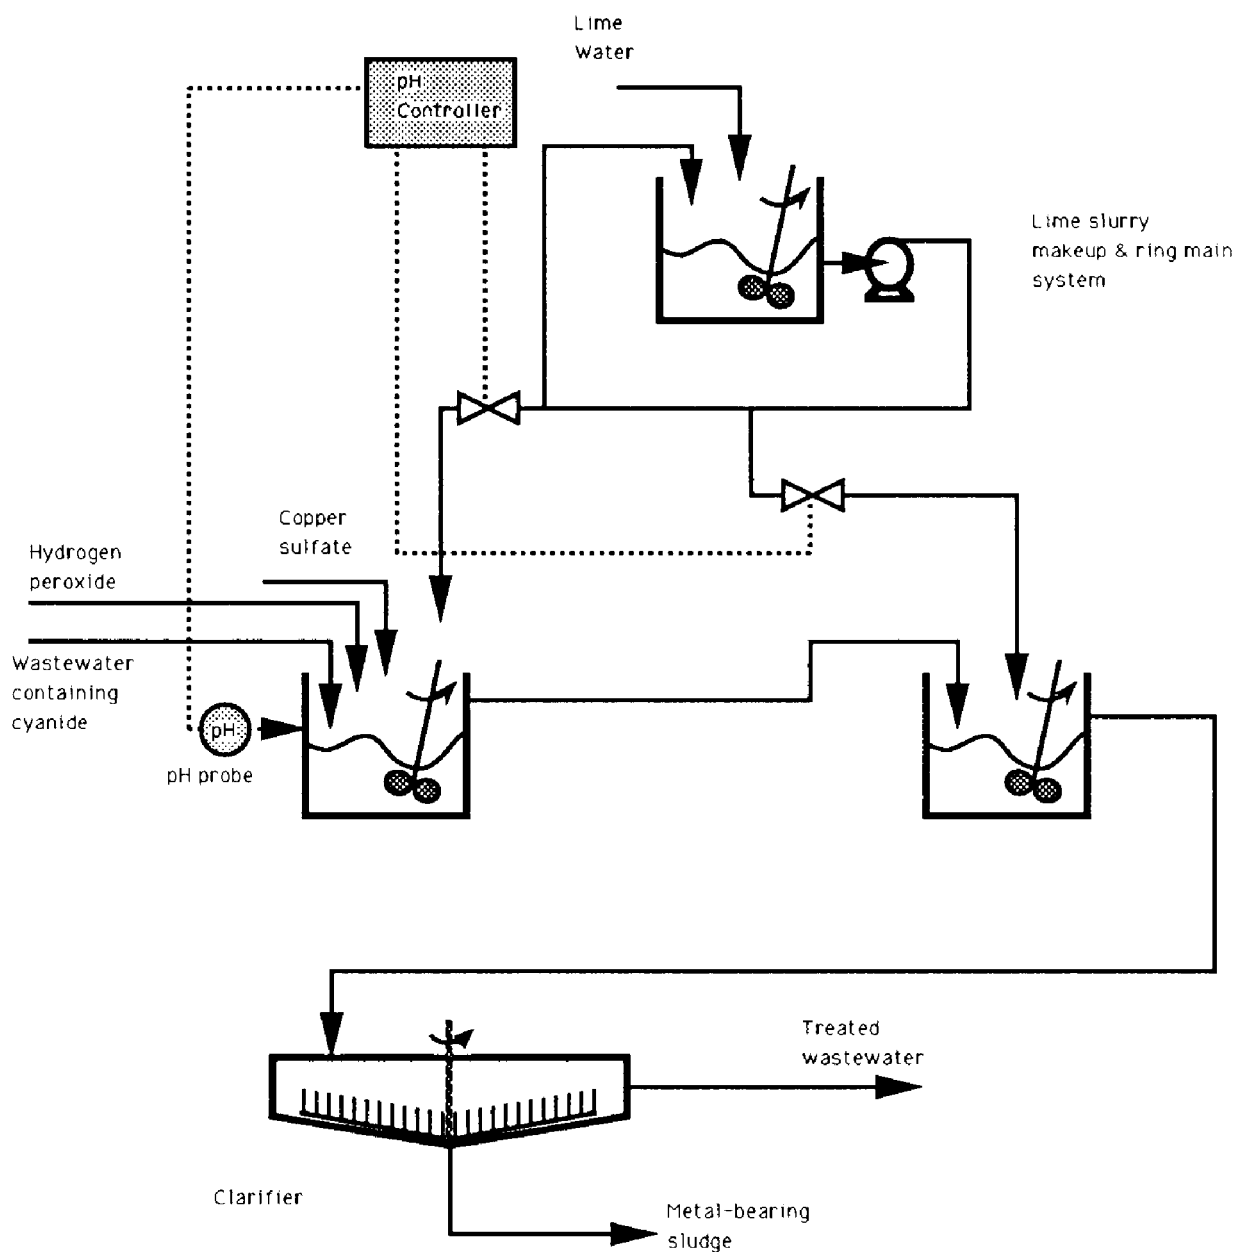 Lime
Water
pH
Controller
Lime slurry
makeup & ring main
system
Copper
sulfate
Hydrogen
peroxide
Wastewater
containing
cyanide
pH
pH probe
Treated
wastewater
Clarifier
Metal-bearing
sludge